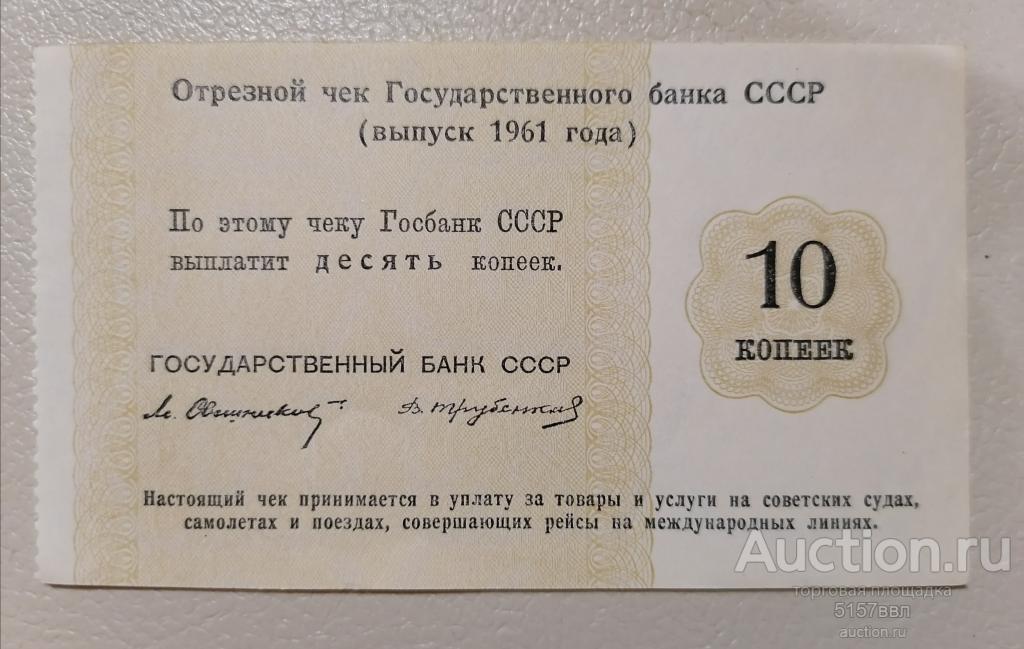 Отрезной чек Государственного банка СССР
(выпуск 1961 года)
По этому чеку Госбанк СССР
выплатит десять копеек.
10
КОПЕЕК
ГОСУДАРСТВЕННЫЙ БАНК СССР
Настоящий чек принимается в уплату за товары и услуги на советских судах,
самолетах и поездах, совершающих рейсы на международных линиях.
Auction.ru
торговая площадка
5157ввл
auction.ru